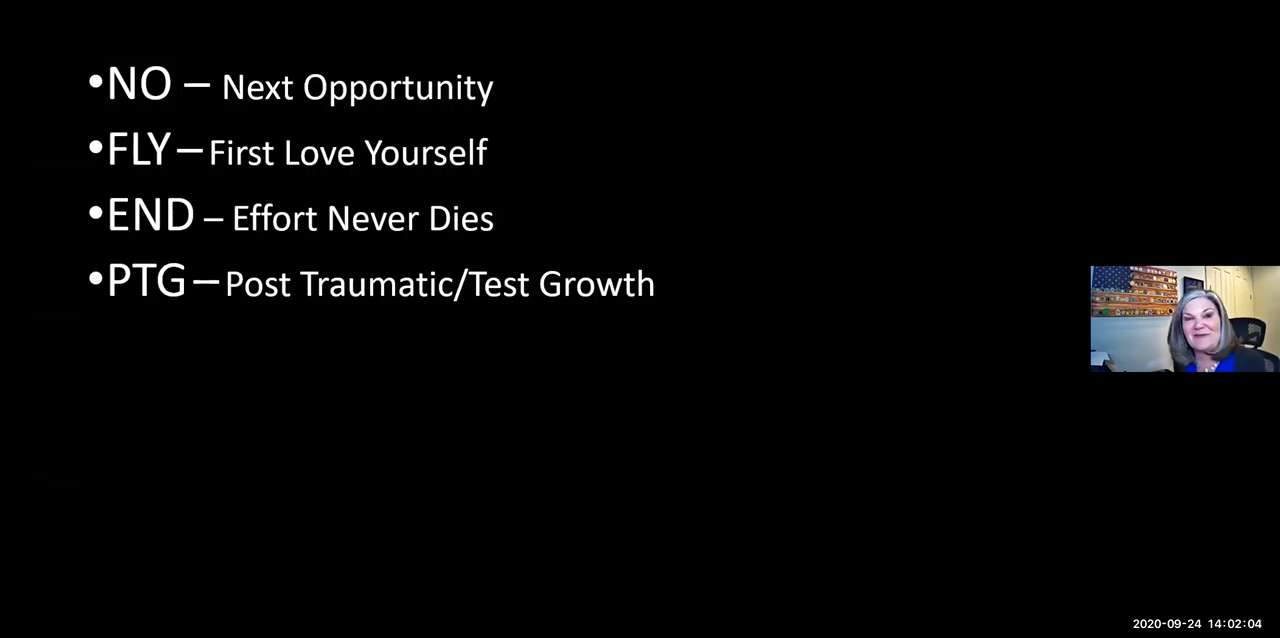 •NO – Next Opportunity
•FLY – First Love Yourself
•END – Effort Never Dies
•PTG – Post Traumatic/Test Growth
2020-09-24 14:02:04